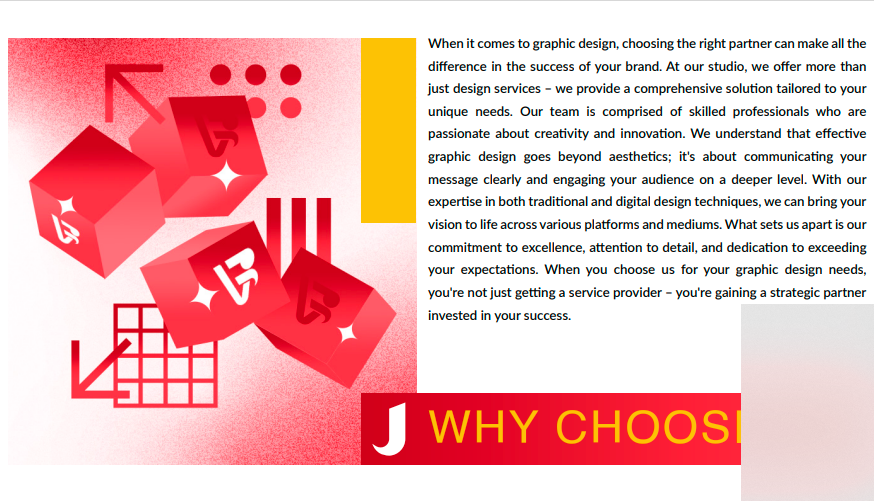 When it comes to graphic design, choosing the right partner can make all the
difference in the success of your brand. At our studio, we offer more than
just design services – we provide a comprehensive solution tailored to your
unique needs. Our team is comprised of skilled professionals who are
passionate about creativity and innovation. We understand that effective
graphic design goes beyond aesthetics; it's about communicating your
message clearly and engaging your audience on a deeper level. With our
expertise in both traditional and digital design techniques, we can bring your
vision to life across various platforms and mediums. What sets us apart is our
commitment to excellence, attention to detail, and dedication to exceeding
your expectations. When you choose us for your graphic design needs,
you're not just getting a service provider – you're gaining a strategic partner
invested in your success.
J WHY